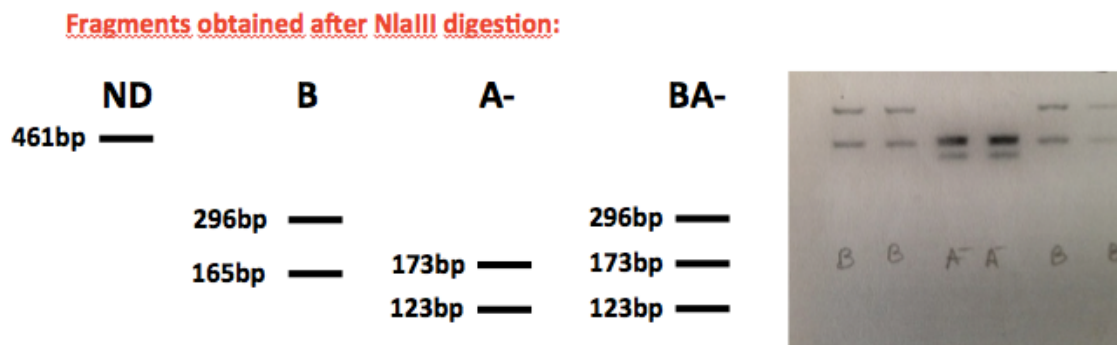 Fragments obtained after NlaIII digestion:
ND B A- BA-
461bp
296bp 296bp
165bp 173bp 173bp
123bp 123bp
B B A- A- B B